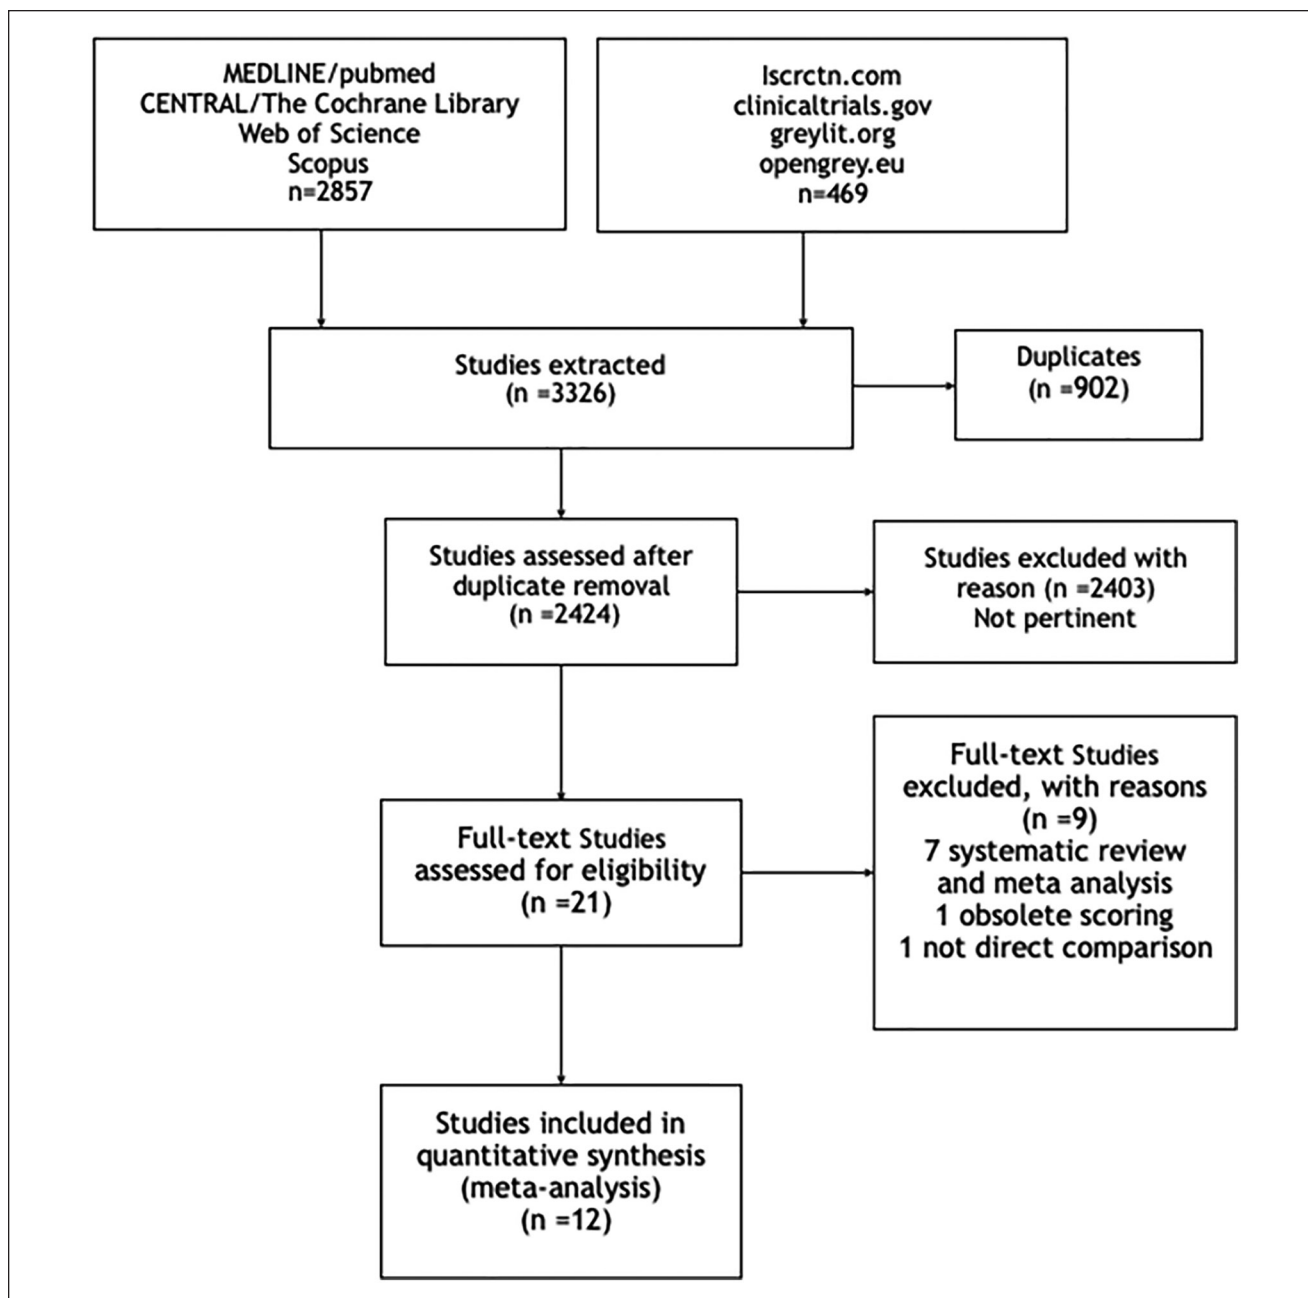 MEDLINE/pubmed
CENTRAL/The Cochrane Library
Web of Science
Scopus
n=2857
Iscrctn.com
clinicaltrials.gov
greylit.org
opengrey.eu
n=469
Studies extracted
(n =3326)
Duplicates
(n =902)
Studies assessed after
duplicate removal
(n =2424)
Studies excluded with
reason (n =2403)
Not pertinent
Full-text Studies
assessed for eligibility
(n =21)
Full-text Studies
excluded, with reasons
(n =9)
7 systematic review
and meta analysis
1 obsolete scoring
1 not direct comparison
Studies included in
quantitative synthesis
(meta-analysis)
(n =12)